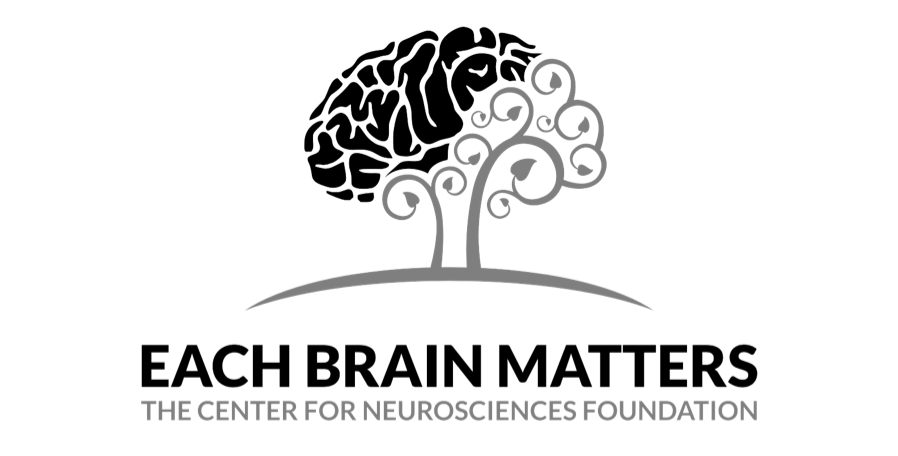 EACH BRAIN MATTERS
THE CENTER FOR NEUROSCIENCES FOUNDATION